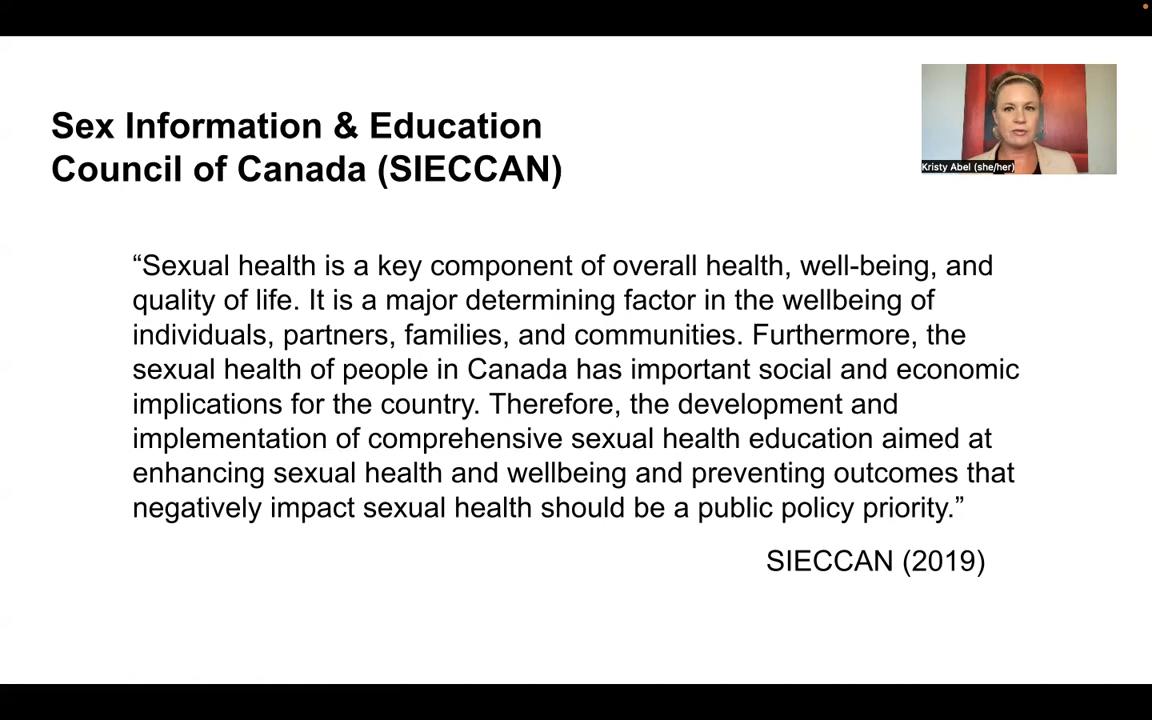 Sex Information & Education
Council of Canada (SIECCAN)
Kristy Abel (she/her)
“Sexual health is a key component of overall health, well-being, and
quality of life. It is a major determining factor in the wellbeing of
individuals, partners, families, and communities. Furthermore, the
sexual health of people in Canada has important social and economic
implications for the country. Therefore, the development and
implementation of comprehensive sexual health education aimed at
enhancing sexual health and wellbeing and preventing outcomes that
negatively impact sexual health should be a public policy priority.”
SIECCAN (2019)